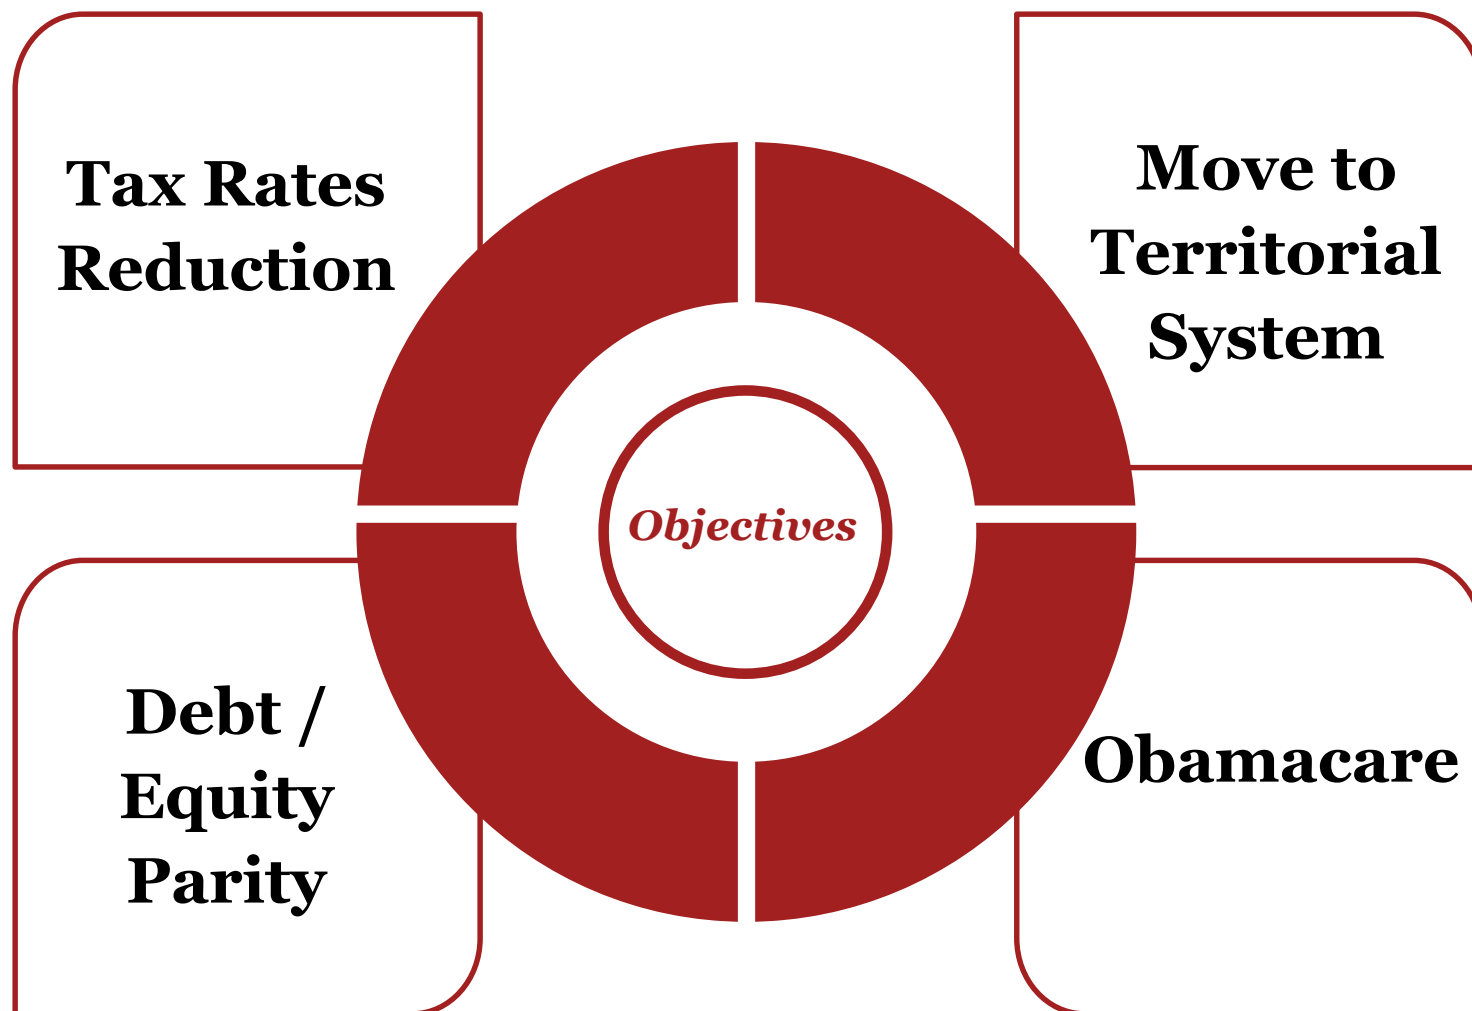 Tax Rates
Reduction
Move to
Territorial
System
Objectives
Debt /
Equity
Parity
Obamacare